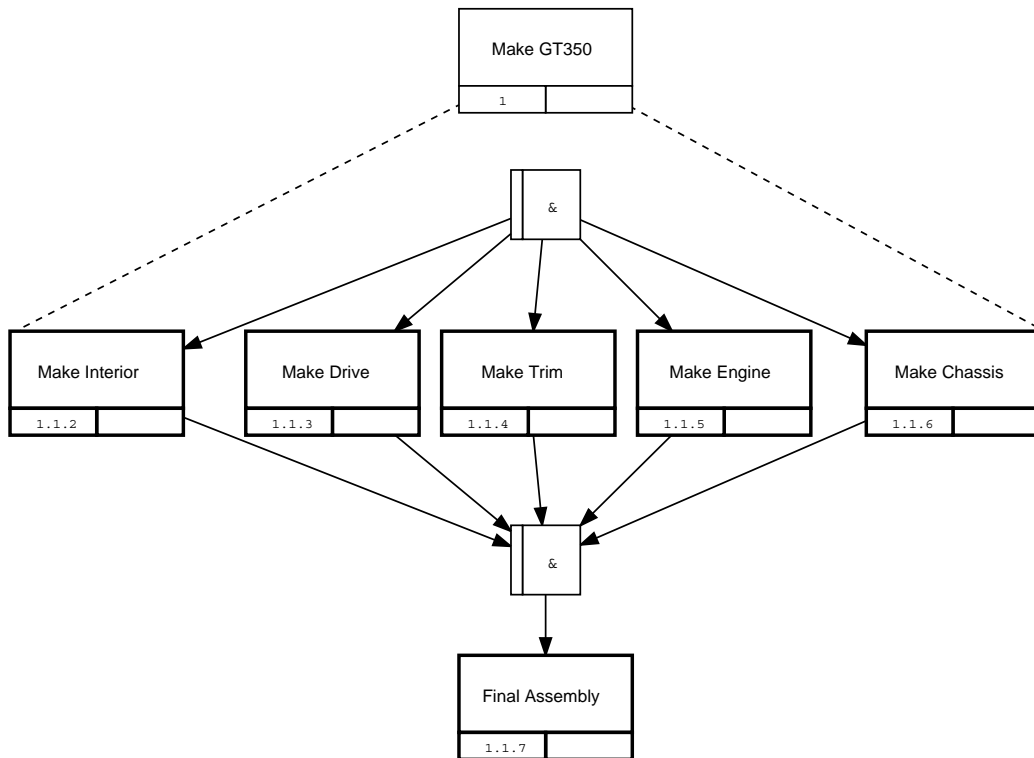 Make GT350
1
&
Make Interior
Make Drive
Make Trim
Make Engine
Make Chassis
1.1.2
1.1.3
1.1.4
1.1.5
1.1.6
&
Final Assembly
1.1.7